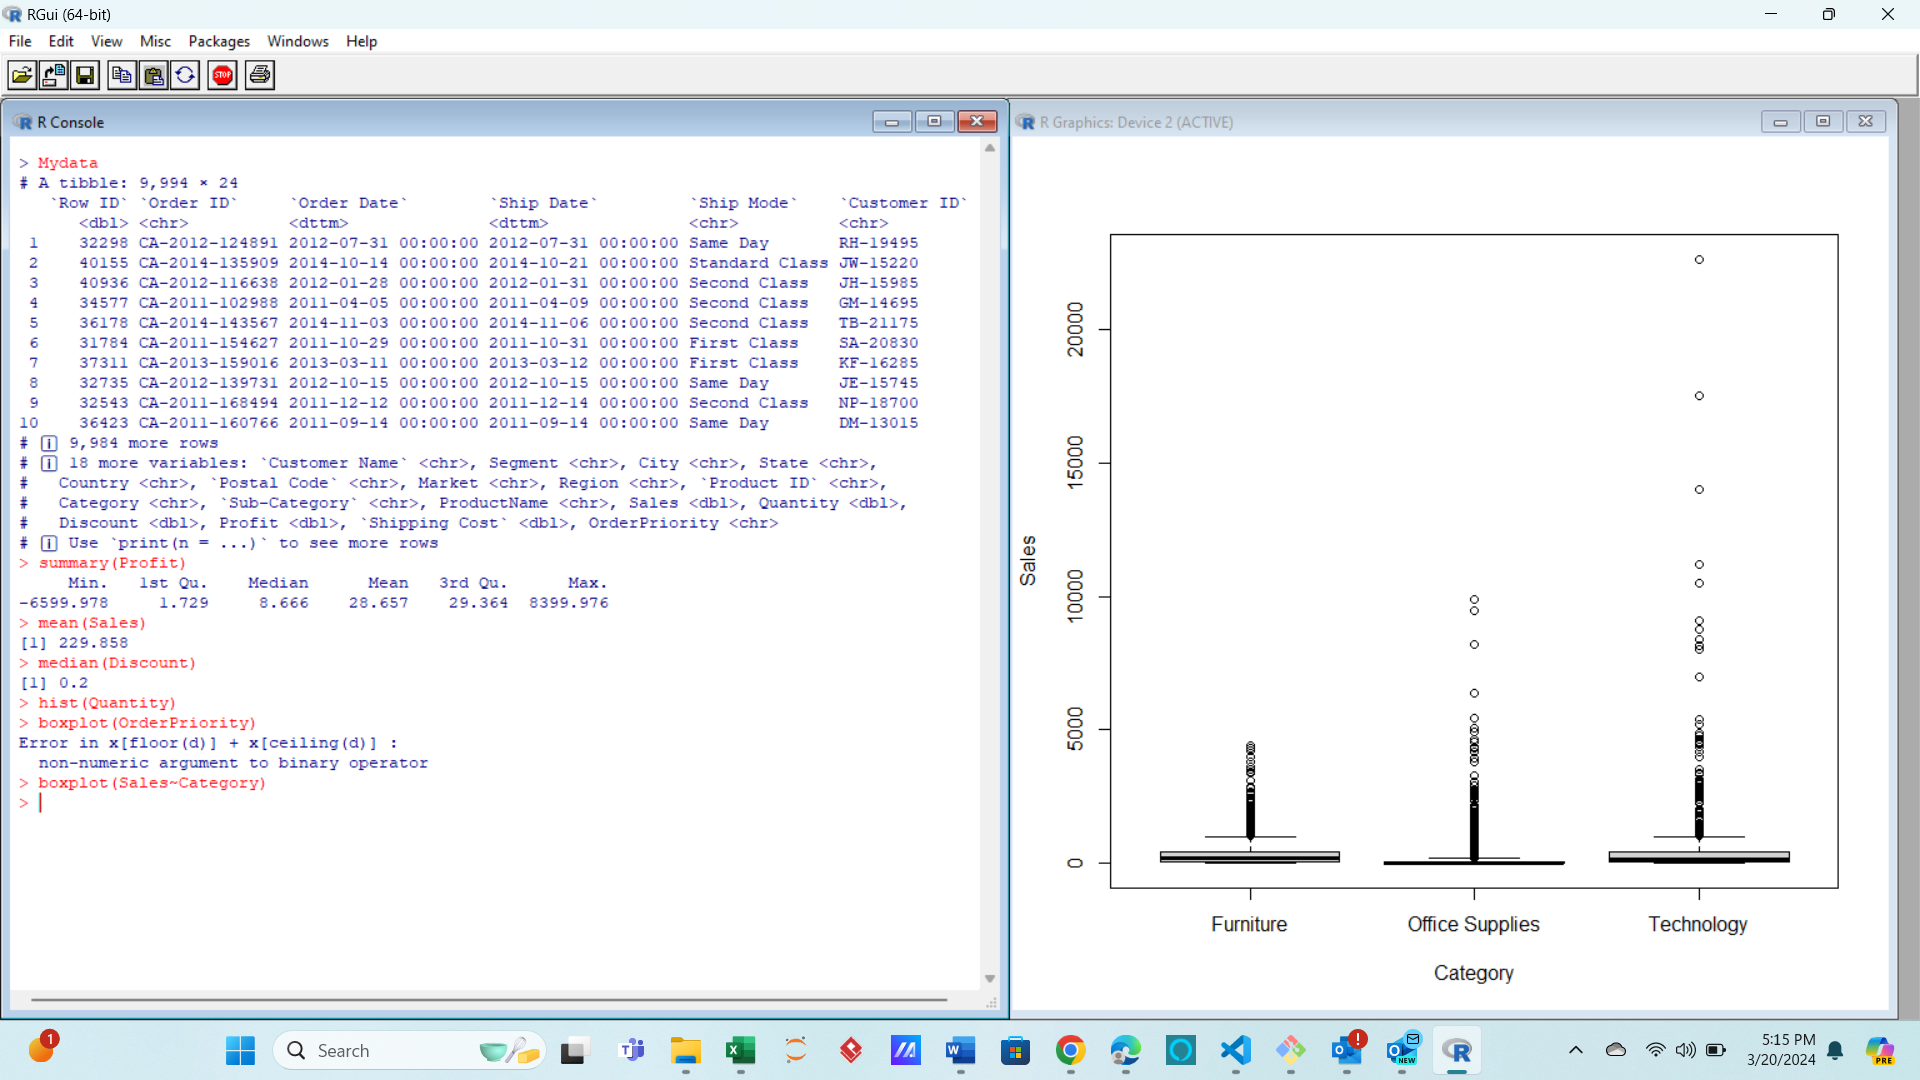 RGui (64-bit)
File Edit View Misc Packages Windows Help
STOP
R Console
> Mydata
# A tibble: 9,994 × 24
`Row ID` `Order ID` `Order Date` `Ship Date` `Ship Mode` `Customer ID`
<dbl> <chr> <dttm> <dttm> <chr> <chr>
1 32298 CA-2012-124891 2012-07-31 00:00:00 2012-07-31 00:00:00 Same Day RH-19495
2 40155 CA-2014-135909 2014-10-14 00:00:00 2014-10-21 00:00:00 Standard Class JW-15220
3 40936 CA-2012-116638 2012-01-28 00:00:00 2012-01-31 00:00:00 Second Class JH-15985
4 34577 CA-2011-102988 2011-04-05 00:00:00 2011-04-09 00:00:00 Second Class GM-14695
5 36178 CA-2014-143567 2014-11-03 00:00:00 2014-11-06 00:00:00 Second Class TB-21175
6 31784 CA-2011-154627 2011-10-29 00:00:00 2011-10-31 00:00:00 First Class SA-20830
7 37311 CA-2013-159016 2013-03-11 00:00:00 2013-03-12 00:00:00 First Class KF-16285
8 32735 CA-2012-139731 2012-10-15 00:00:00 2012-10-15 00:00:00 Same Day JE-15745
9 32543 CA-2011-168494 2011-12-12 00:00:00 2011-12-14 00:00:00 Second Class NP-18700
10 36423 CA-2011-160766 2011-09-14 00:00:00 2011-09-14 00:00:00 Same Day DM-13015
# ℹ 9,984 more rows
# ℹ 18 more variables: `Customer Name` <chr>, Segment <chr>, City <chr>, State <chr>,
# Country <chr>, `Postal Code` <chr>, Market <chr>, Region <chr>, `Product ID` <chr>,
# Category <chr>, `Sub-Category` <chr>, ProductName <chr>, Sales <dbl>, Quantity <dbl>,
# Discount <dbl>, Profit <dbl>, `Shipping Cost` <dbl>, OrderPriority <chr>
# ℹ Use `print(n = ...)` to see more rows
> summary(Profit)
Min. 1st Qu. Median Mean 3rd Qu. Max.
-6599.978 1.729 8.666 28.657 29.364 8399.976
> mean(Sales)
[1] 229.858
> median(Discount)
[1] 0.2
> hist(Quantity)
> boxplot(OrderPriority)
Error in x[floor(d)] + x[ceiling(d)] :
non-numeric argument to binary operator
> boxplot(Sales~Category)
>
R Graphics: Device 2 (ACTIVE)
Sales
20000
15000
10000
5000
0
Furniture Office Supplies Technology
Category
1
Search
NEW
5:15 PM
3/20/2024
PRE